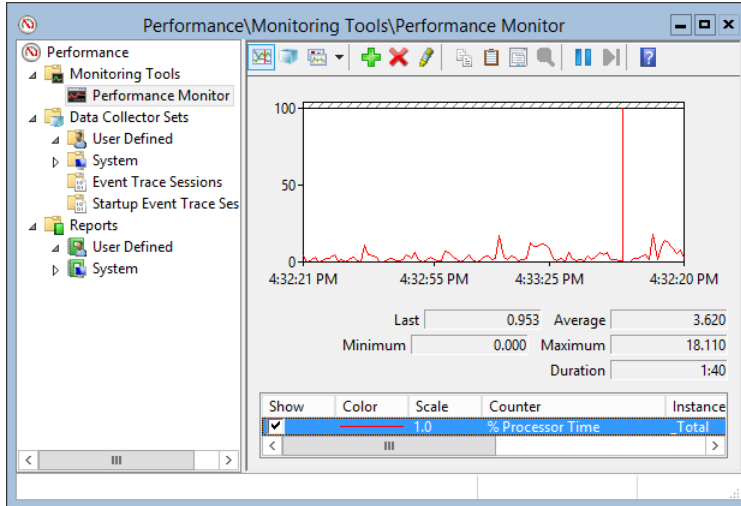 Performance\Monitoring Tools\Performance Monitor
Performance
Monitoring Tools
Performance Monitor
Data Collector Sets
User Defined
System
Event Trace Sessions
Startup Event Trace Ses
Reports
User Defined
System
100
50
0
4:32:21 PM 4:32:55 PM 4:33:25 PM 4:32:20 PM
Last 0.953 Average 3.620
Minimum 0.000 Maximum 18.110
Duration 1:40
Show Color Scale Counter Instance
1.0 % Processor Time _Total